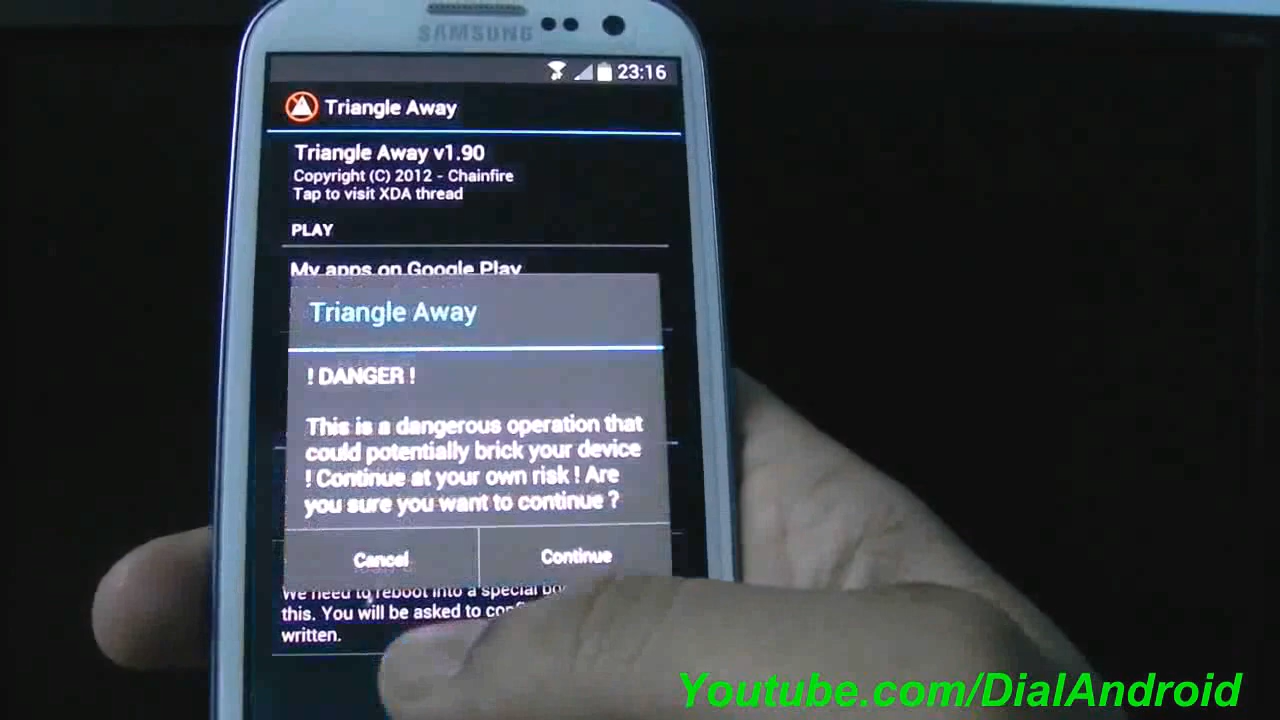 SAMSUNG
23:16
Triangle Away
Triangle Away v1.90
Copyright (C) 2012 - Chainfire
Tap to visit XDA thread
PLAY
My apps on Google Play
Triangle Away
! DANGER !
This is a dangerous operation that
could potentially brick your device
! Continue at your own risk ! Are
you sure you want to continue ?
Cancel
Continue
We need to reboot into a special
this. You will be asked to
written.
Youtube.com/DialAndroid